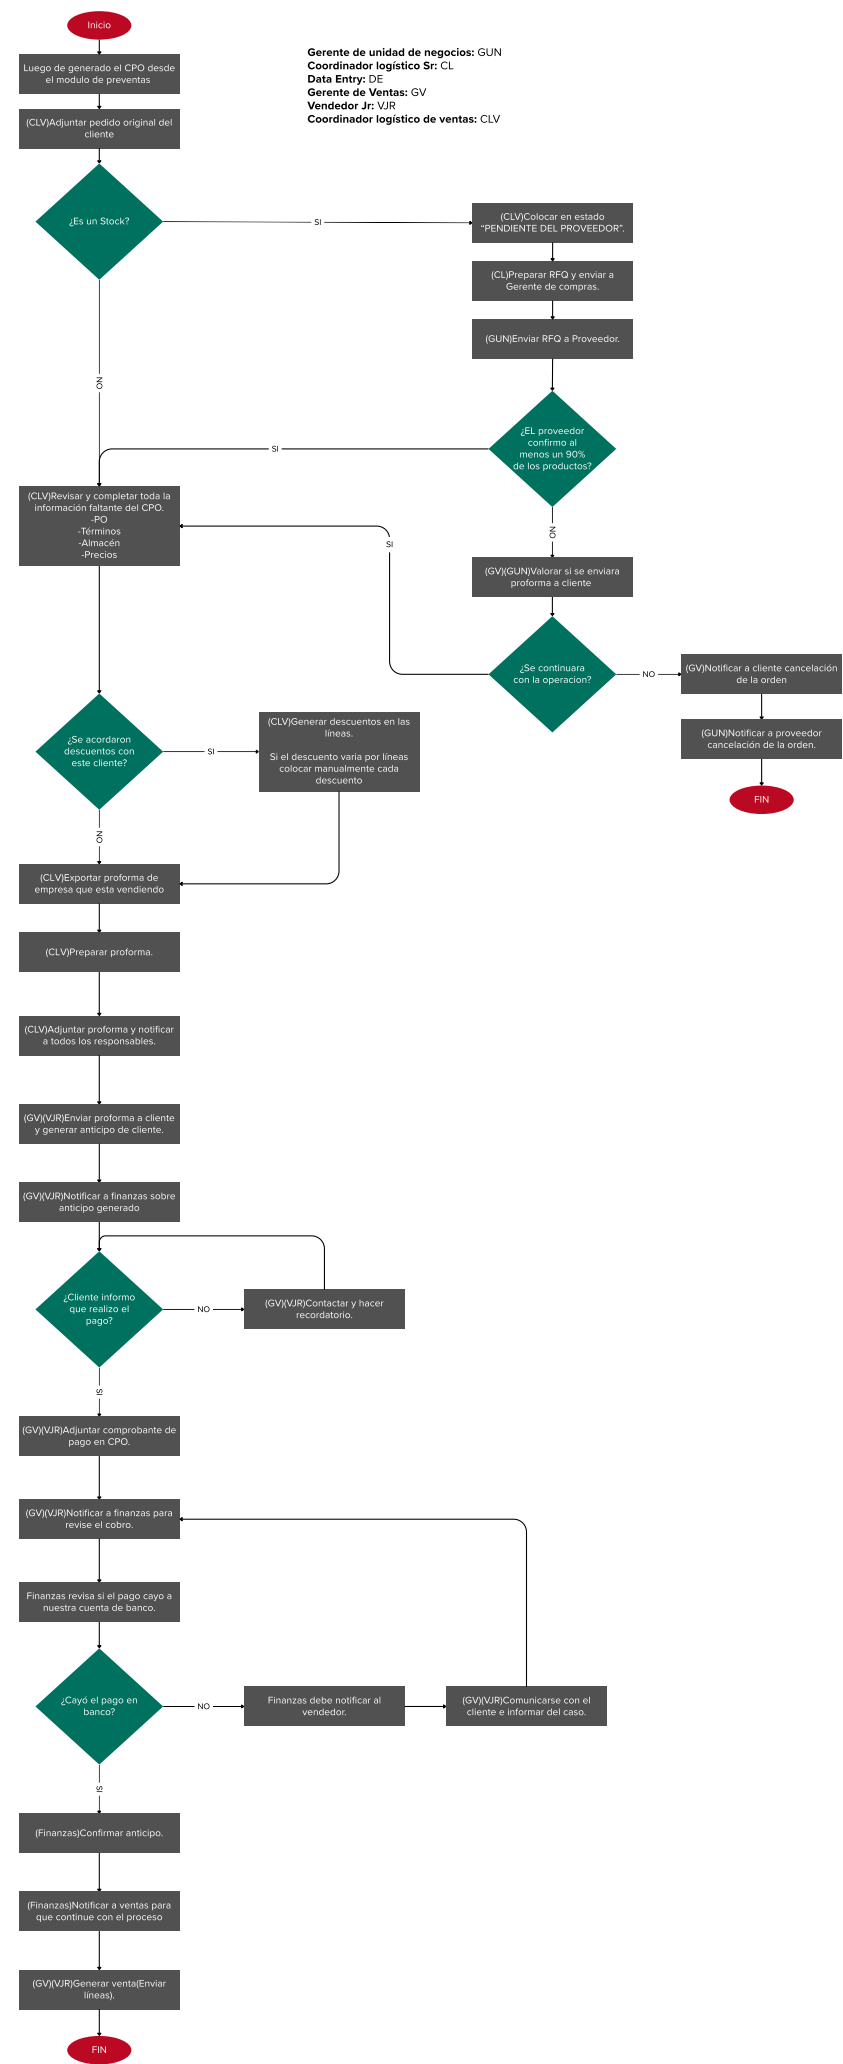 Inicio
Luego de generado el CPO desde
el modulo de preventas
Gerente de unidad de negocios: GUN
Coordinador logístico Sr: CL
Data Entry: DE
Gerente de Ventas: GV
Vendedor Jr: VJR
Coordinador logístico de ventas: CLV
(CLV)Adjuntar pedido original del
cliente
¿Es un Stock?
SI
(CLV)Colocar en estado
“PENDIENTE DEL PROVEEDOR”.
(CL)Preparar RFQ y enviar a
Gerente de compras.
(GUN)Enviar RFQ a Proveedor.
NO
¿EL proveedor
confirmo al
menos un 90%
de los productos?
SI
(CLV)Revisar y completar toda la
información faltante del CPO.
-PO
-Términos
-Almacén
-Precios
NO
SI
(GV)(GUN)Valorar si se enviara
proforma a cliente
¿Se continuara
con la operacion?
NO
(GV)Notificar a cliente cancelación
de la orden
(GUN)Notificar a proveedor
cancelación de la orden.
FIN
¿Se acordaron
descuentos con
este cliente?
SI
(CLV)Generar descuentos en las
líneas.
Si el descuento varia por líneas
colocar manualmente cada
descuento
NO
(CLV)Exportar proforma de
empresa que esta vendiendo
(CLV)Preparar proforma.
(CLV)Adjuntar proforma y notificar
a todos los responsables.
(GV)(VJR)Enviar proforma a cliente
y generar anticipo de cliente.
(GV)(VJR)Notificar a finanzas sobre
anticipo generado
¿Cliente informo
que realizo el
pago?
NO
(GV)(VJR)Contactar y hacer
recordatorio.
SI
(GV)(VJR)Adjuntar comprobante de
pago en CPO.
(GV)(VJR)Notificar a finanzas para
revise el cobro.
Finanzas revisa si el pago cayo a
nuestra cuenta de banco.
¿Cayó el pago en
banco?
NO
Finanzas debe notificar al
vendedor.
(GV)(VJR)Comunicarse con el
cliente e informar del caso.
SI
(Finanzas)Confirmar anticipo.
(Finanzas)Notificar a ventas para
que continue con el proceso
(GV)(VJR)Generar venta(Enviar
líneas).
FIN